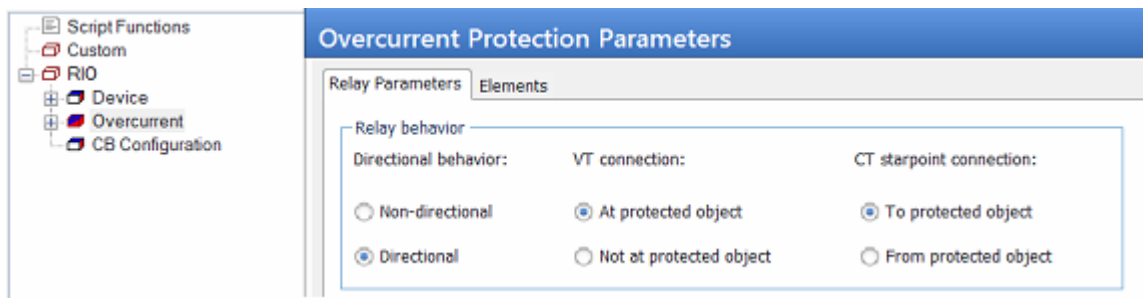 Script Functions
Custom
RIO
Device
Overcurrent
CB Configuration
Overcurrent Protection Parameters
Relay Parameters Elements
Relay behavior
Directional behavior: VT connection: CT starpoint connection:
Non-directional At protected object To protected object
Directional Not at protected object From protected object